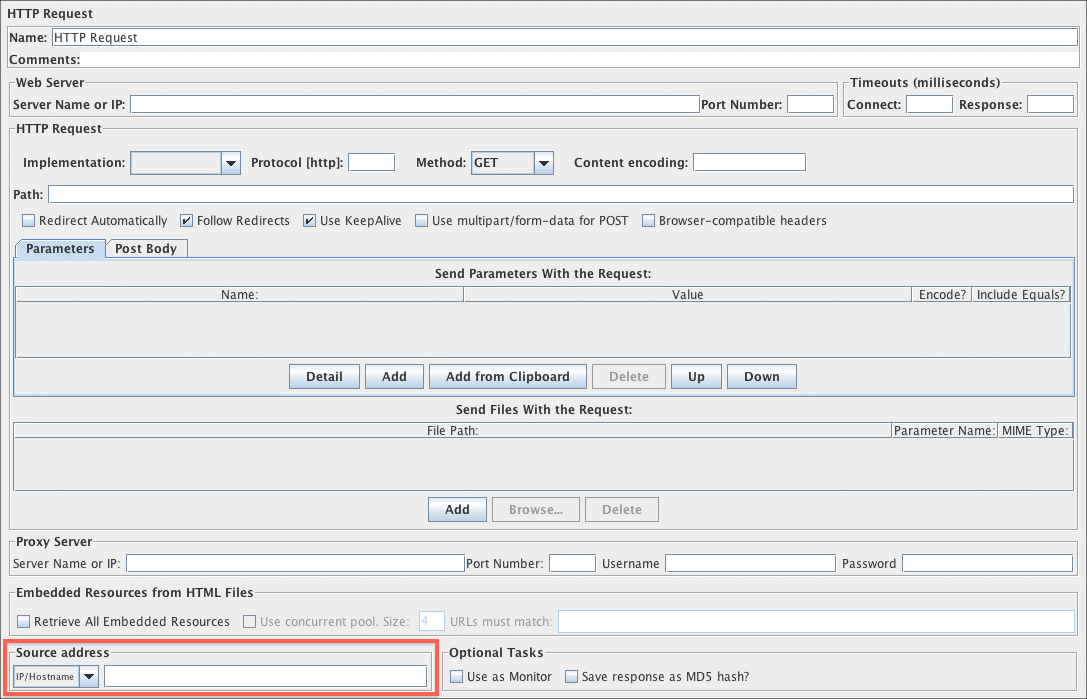 HTTP Request
Name: HTTP Request
Comments:
Web Server Timeouts (milliseconds)
Server Name or IP: Port Number: Connect: Response:
HTTP Request
Implementation: Protocol [http]: Method: GET Content encoding:
Path:
Redirect Automatically Follow Redirects Use KeepAlive Use multipart/form-data for POST Browser-compatible headers
Parameters Post Body
Send Parameters With the Request:
Name: Value Encode? Include Equals?
Detail Add Add from Clipboard Delete Up Down
Send Files With the Request:
File Path: Parameter Name: MIME Type:
Add Browse... Delete
Proxy Server
Server Name or IP: Port Number: Username Password
Embedded Resources from HTML Files
Retrieve All Embedded Resources Use concurrent pool. Size: 4 URLs must match:
Source address Optional Tasks
IP/Hostname Use as Monitor Save response as MD5 hash?